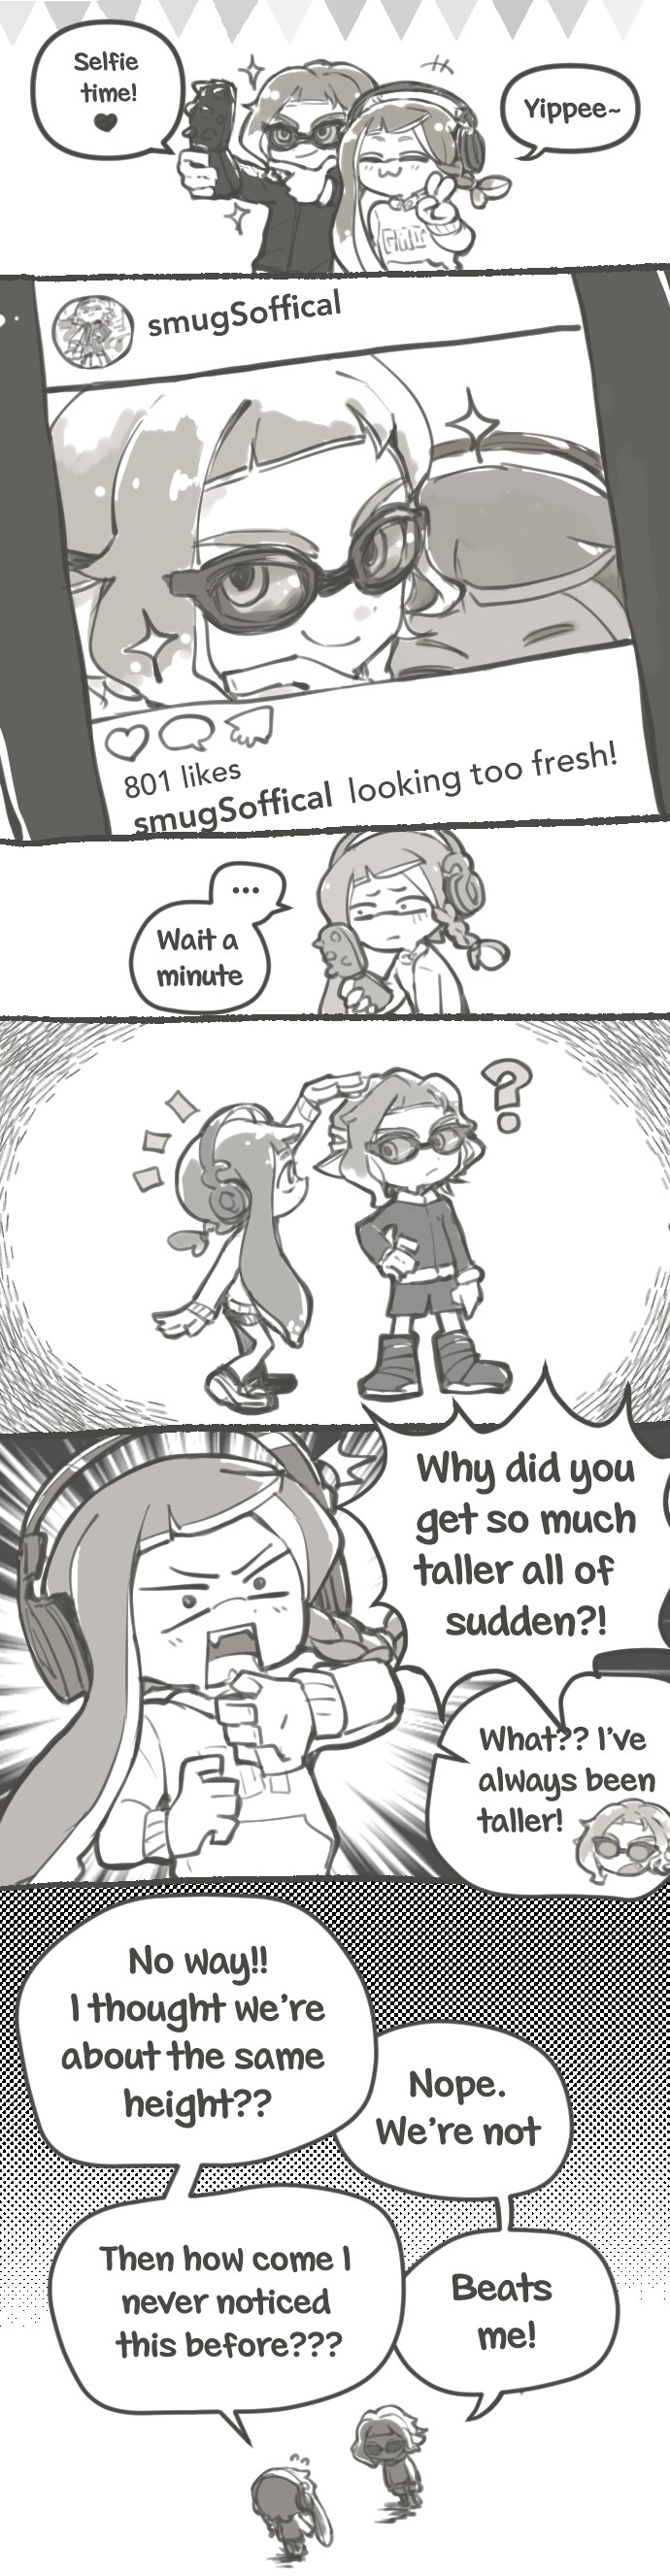 Selfie
time!
Yippee~
smugSoffical
801 likes
smugSoffical looking too fresh!
...
Wait a
minute
?
Why did you
get so much
taller all of
sudden?!
What?? I've
always been
taller!
No way!!
I thought we're
about the same
height??
Nope.
We're not
Then how come I
never noticed
this before???
Beats
me!